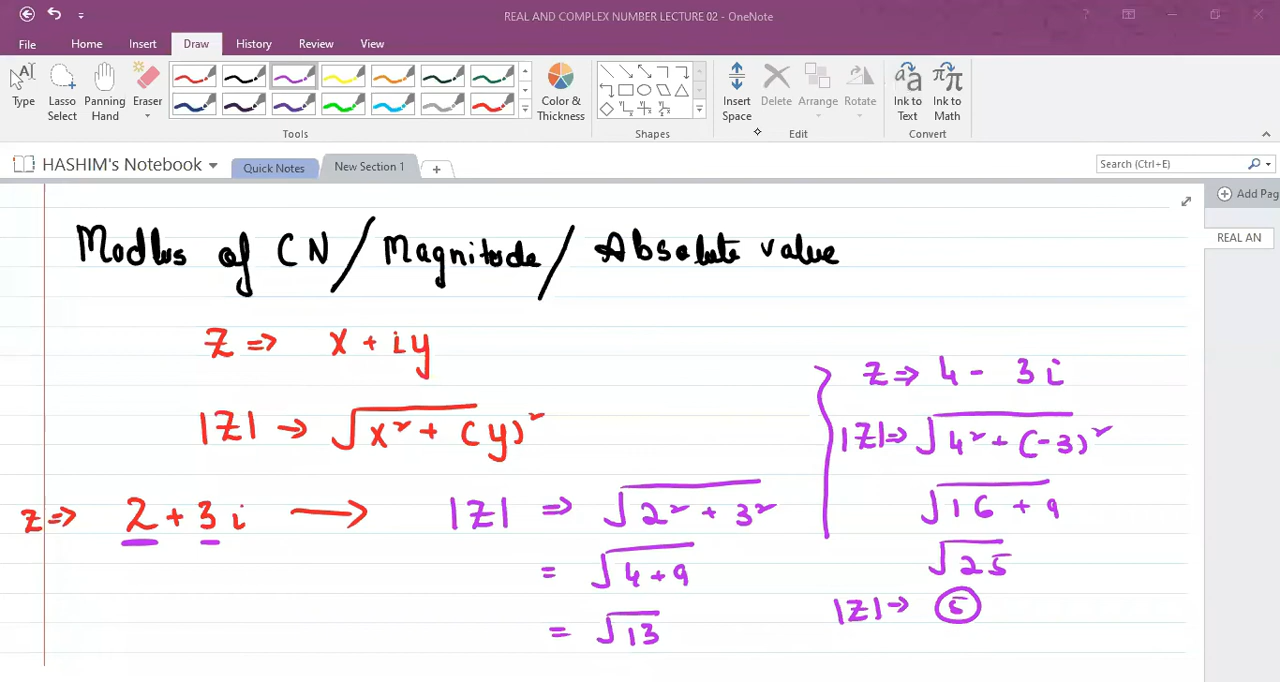 REAL AND COMPLEX NUMBER LECTURE 02 - OneNote
File Home Insert Draw History Review View
Type
Lasso Select
Panning Hand
Eraser
Color & Thickness
Insert Space
Delete
Arrange
Rotate
Ink to Text
Ink to Math
Tools Shapes Edit Convert
HASHIM's Notebook Quick Notes New Section 1 Search (Ctrl+E)
Add Pag
REAL AN
Modlus of CN / Magnitude / Absolute value
z ⇒ x + iy
|Z| → √(x² + (y)²)
z ⇒ 2 + 3i → |Z| ⇒ √(2² + 3²)
= √(4+9)
= √13
z ⇒ 4 - 3i
|Z| ⇒ √(4² + (-3)²)
√(16 + 9)
√25
|Z| → 5